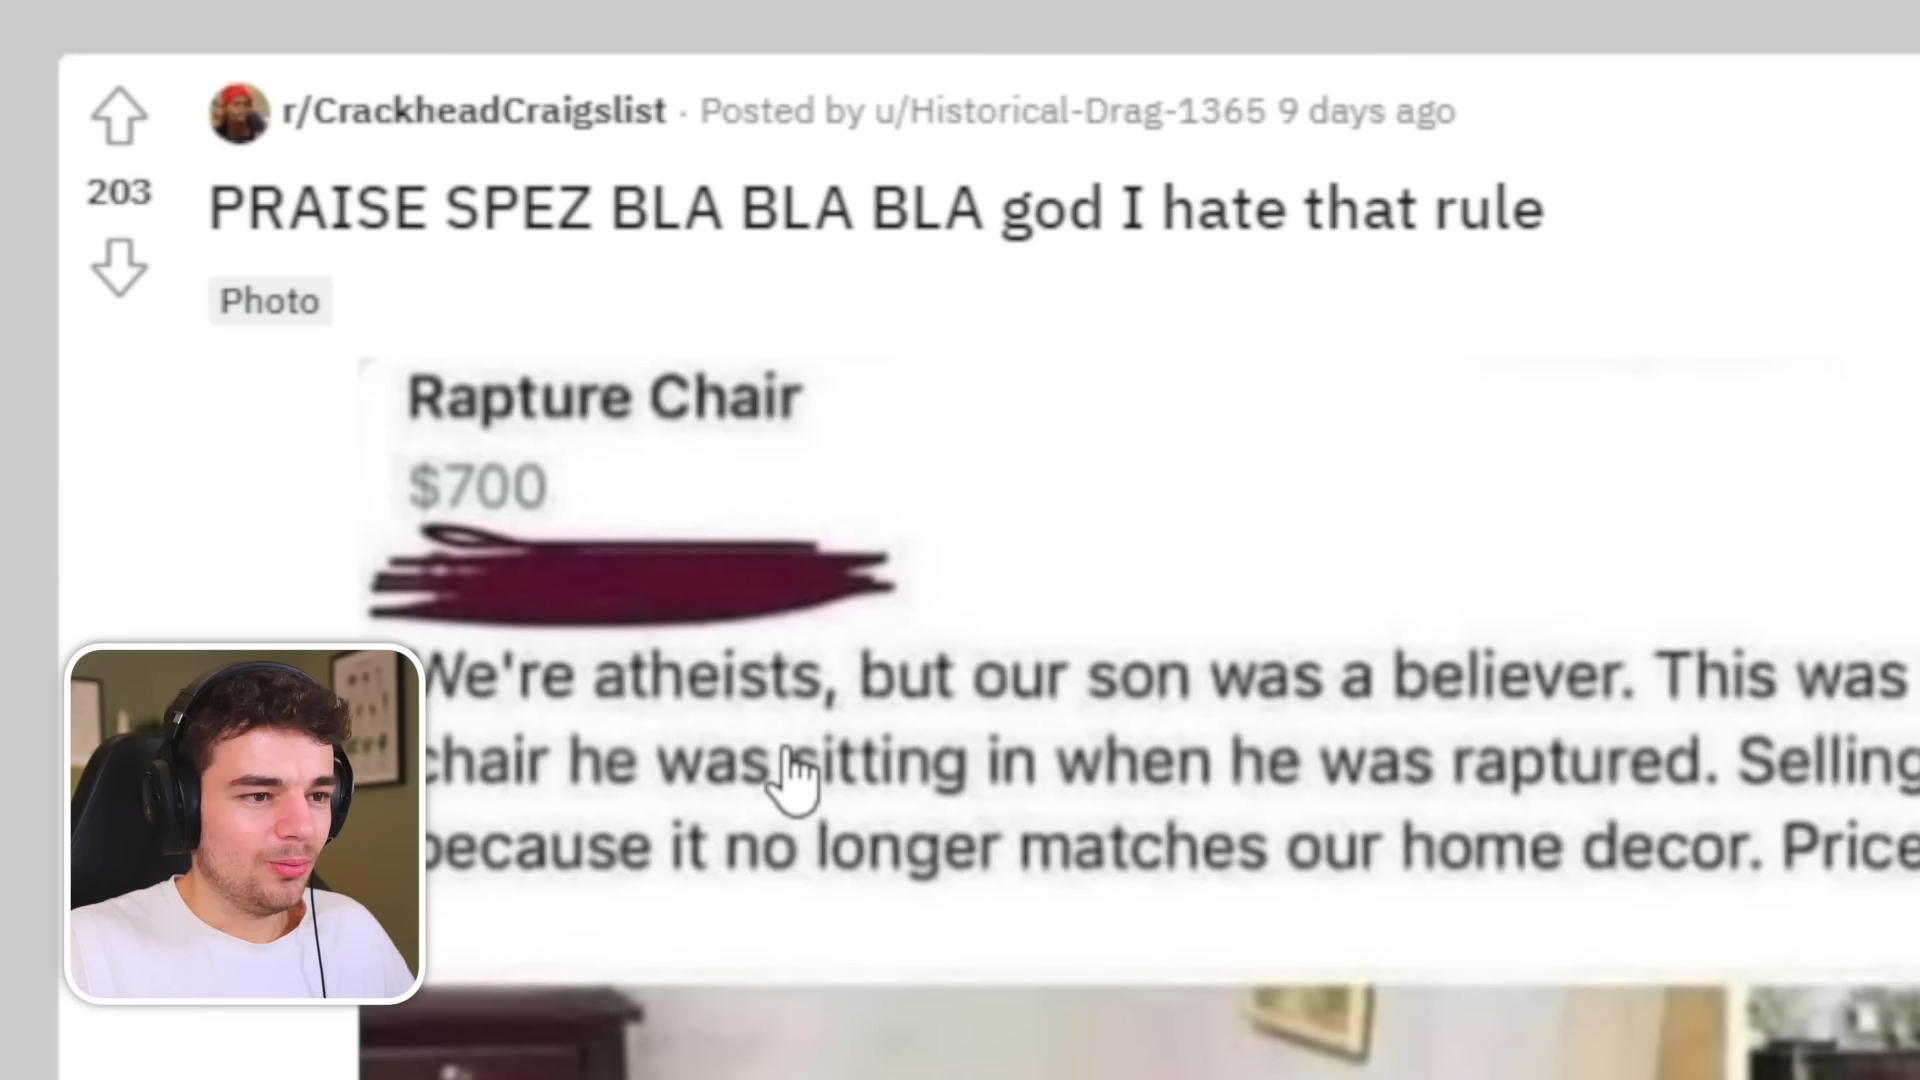 r/CrackheadCraigslist · Posted by u/Historical-Drag-1365 9 days ago
203
PRAISE SPEZ BLA BLA BLA god I hate that rule
Photo
Rapture Chair
$700
We're atheists, but our son was a believer. This was
chair he was sitting in when he was raptured. Selling
because it no longer matches our home decor. Price